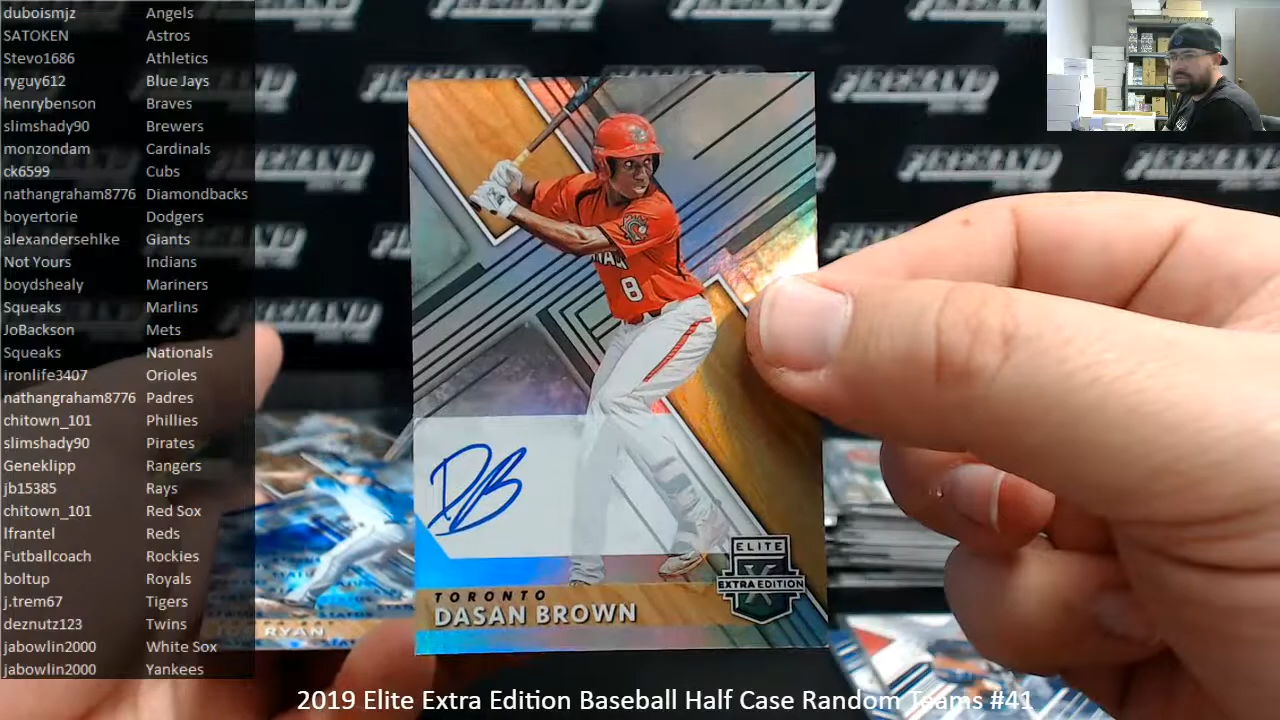 duboismjz Angels
SATOKEN Astros
Stevo1686 Athletics
ryguy612 Blue Jays
henrybenson Braves
slimshady90 Brewers
monzondam Cardinals
ck6599 Cubs
nathangraham8776 Diamondbacks
boyertorie Dodgers
alexandersehlke Giants
Not Yours Indians
boydshealy Mariners
Squeaks Marlins
JoBackson Mets
Squeaks Nationals
ironlife3407 Orioles
nathangraham8776 Padres
chitown_101 Phillies
slimshady90 Pirates
Geneklipp Rangers
jb15385 Rays
chitown_101 Red Sox
lfrantel Reds
Futballcoach Rockies
boltup Royals
j.trem67 Tigers
deznutz123 Twins
jabowlin2000 White Sox
jabowlin2000 Yankees
8
DB
ELITE
X
EXTRA EDITION
TORONTO
DASAN BROWN
RYAN
2019 Elite Extra Edition Baseball Half Case Random Teams #41